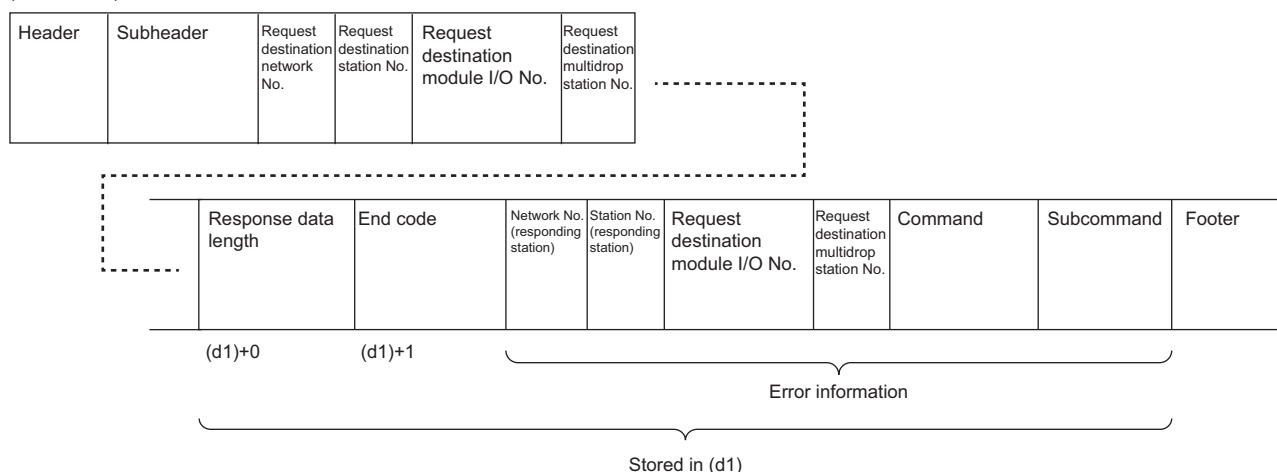 Header
Subheader
Request
destination
network
No.
Request
destination
station No.
Request
destination
module I/O No.
Request
destination
multidrop
station No.
Response data
length
End code
Network No.
(responding
station)
Station No.
(responding
station)
Request
destination
module I/O No.
Request
destination
multidrop
station No.
Command
Subcommand
Footer
(d1)+0
(d1)+1
Error information
Stored in (d1)